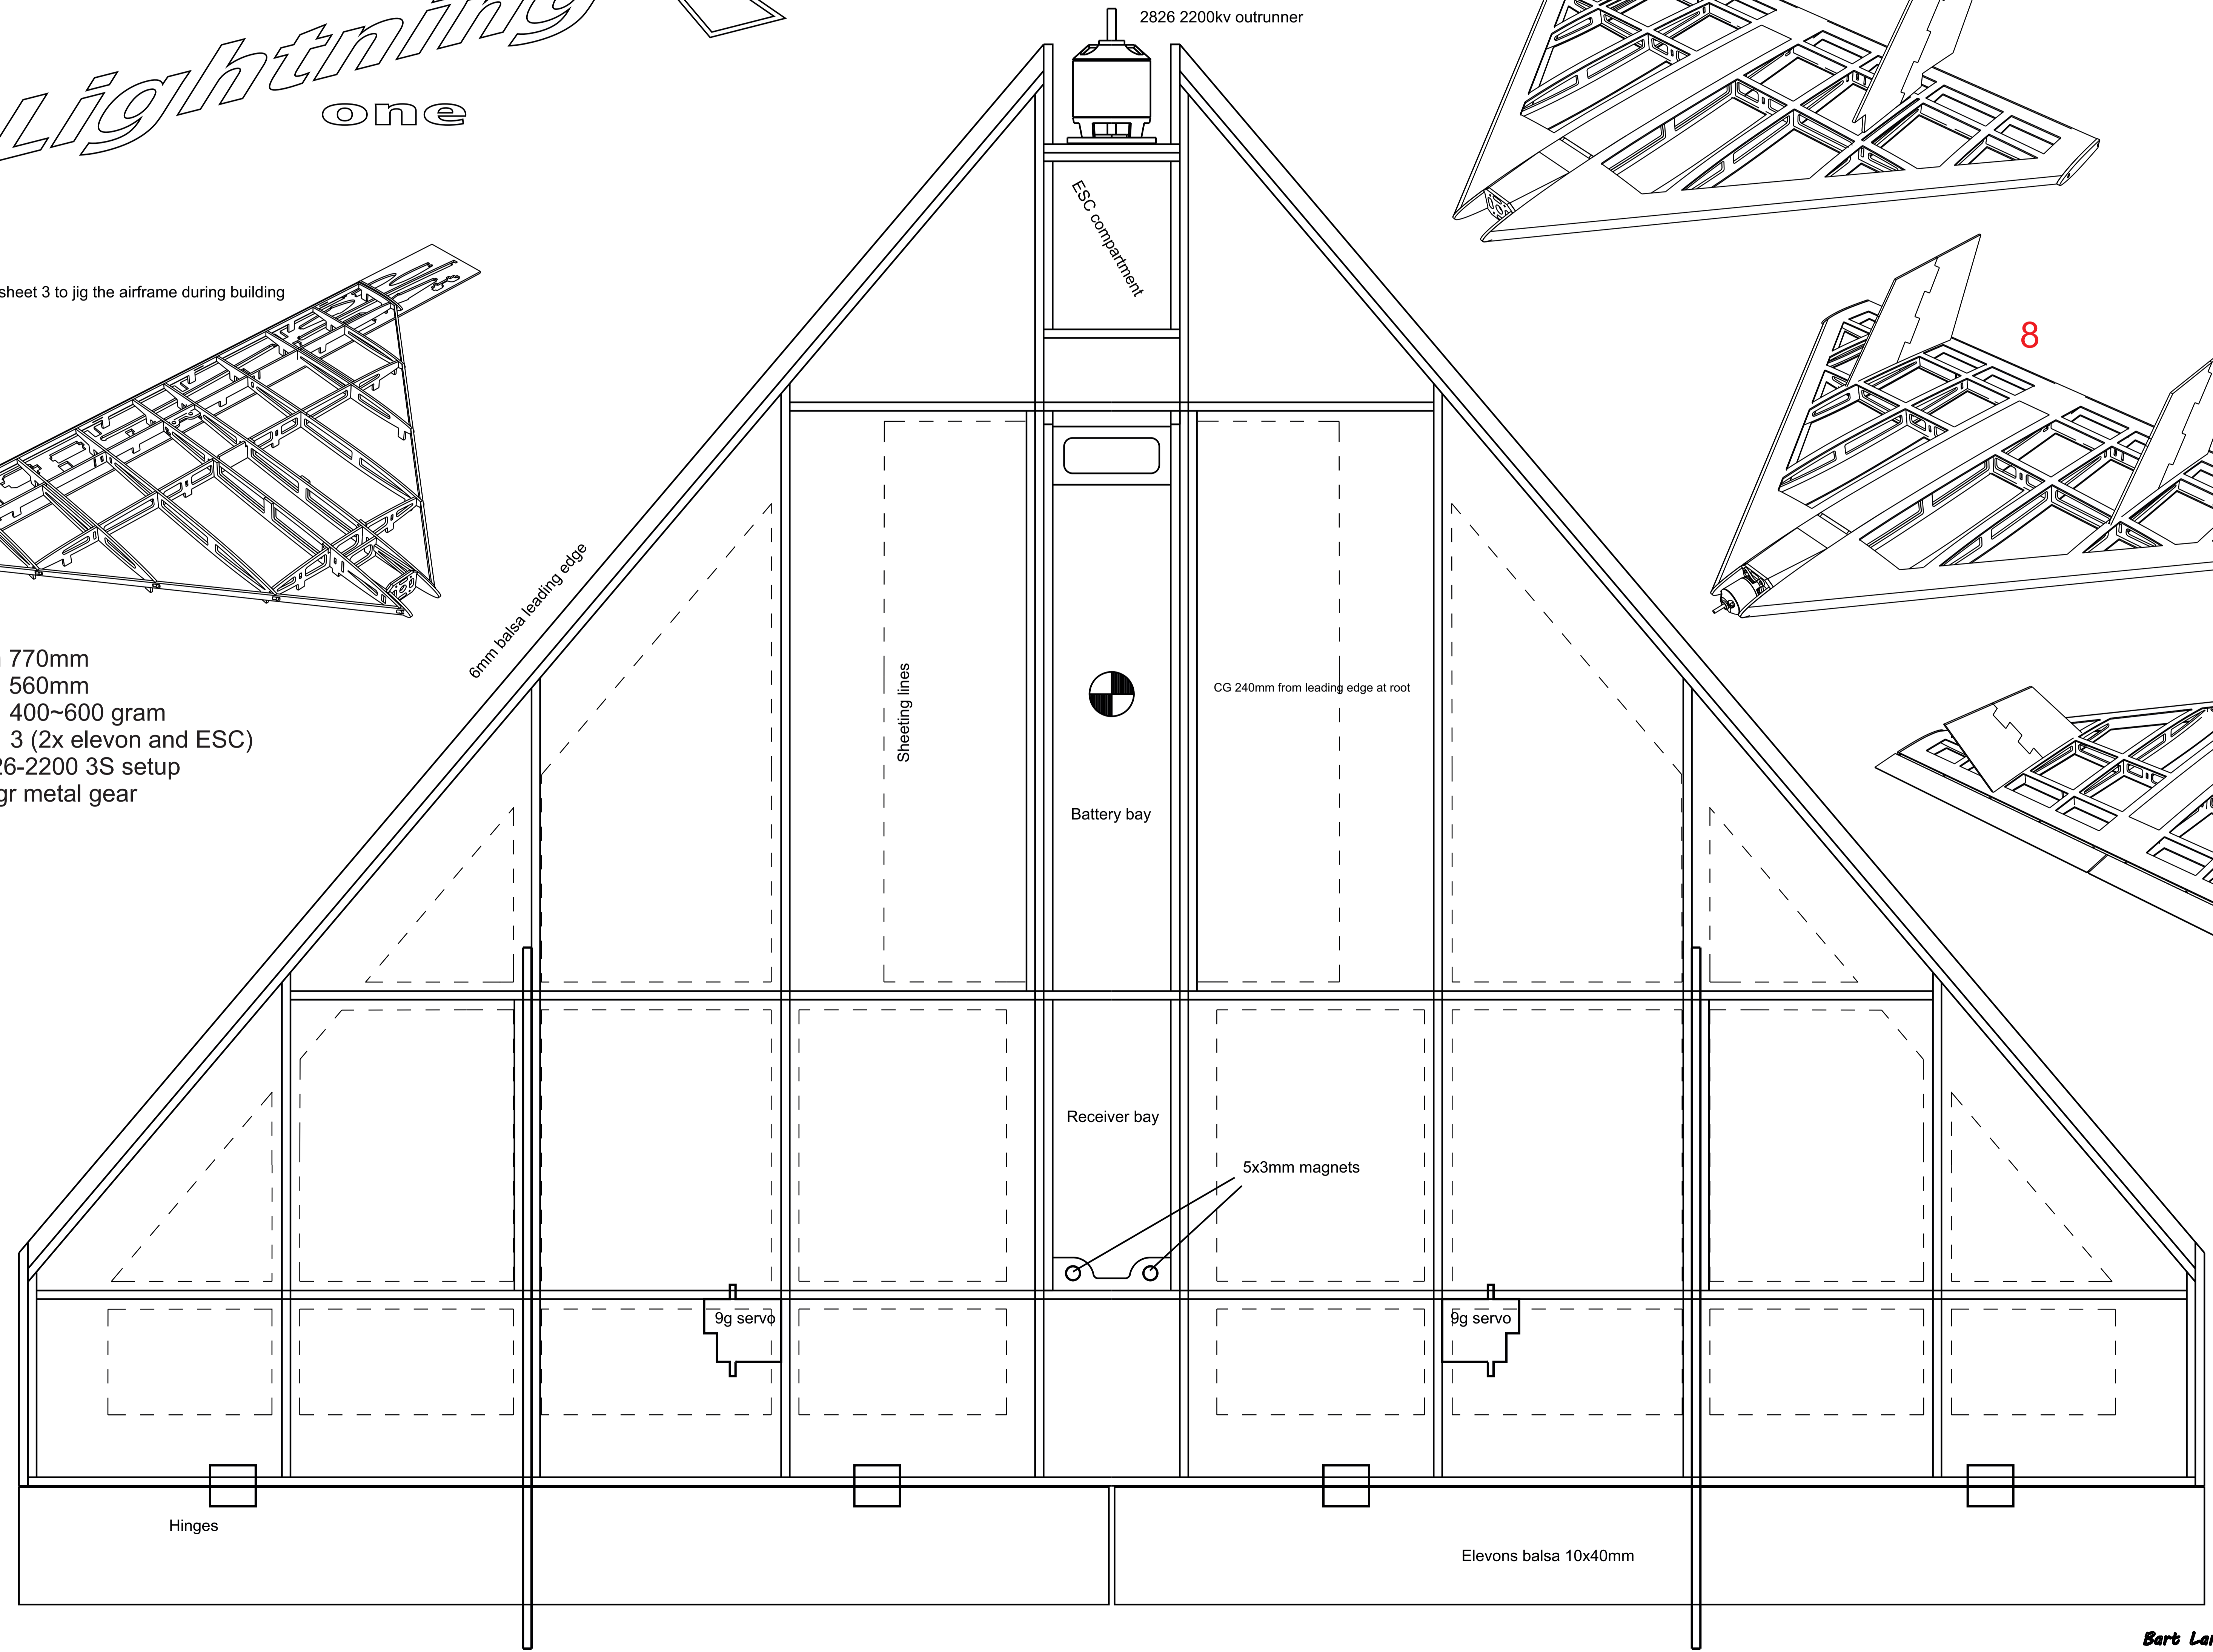 Lightning
one
2826 2200kv outrunner
ESC compartment
sheet 3 to jig the airframe during building
8
6mm balsa leading edge
770mm
560mm
400~600 gram
3 (2x elevon and ESC)
26-2200 3S setup
gr metal gear
Sheeting lines
CG 240mm from leading edge at root
Battery bay
Receiver bay
5x3mm magnets
9g servo
9g servo
Hinges
Elevons balsa 10x40mm
Bart